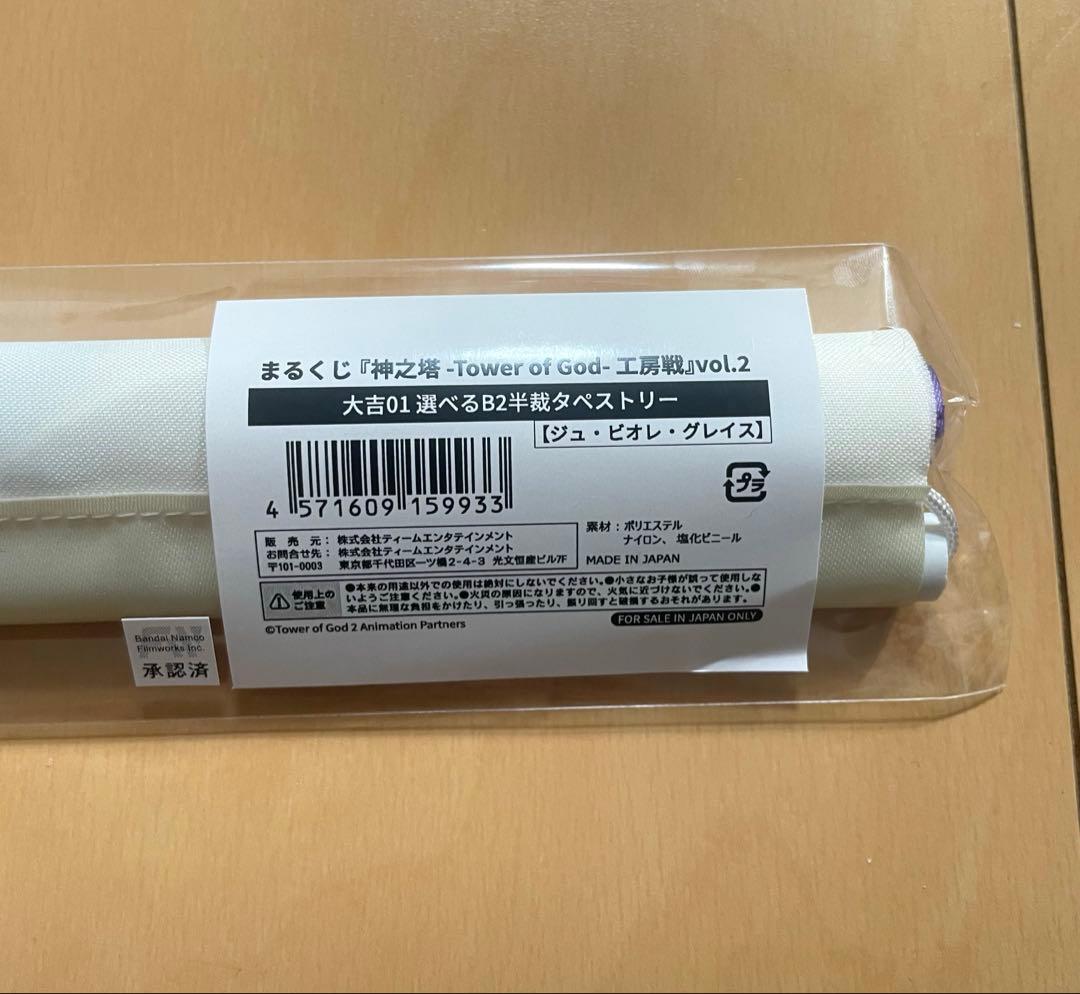 まるくじ『神之塔 -Tower of God- 工房戦』vol.2
大吉01 選べるB2半裁タペストリー
【ジュ・ビオレ・グレイス】
4 571609 159933
プラ
販売元： 株式会社ティームエンタテインメント
お問合せ先： 株式会社ティームエンタテインメント
〒101-0003 東京都千代田区一ツ橋2-4-3 光文恒産ビル7F
素材：ポリエステル
ナイロン、塩化ビニール
MADE IN JAPAN
使用上の
ご注意
●本来の用途以外での使用は絶対にしないでください。●小さなお子様が誤って使用しな
いようご注意ください。●火災の原因になりますので、火気に近づけないでください。●
本品に無理な負担をかけたり、引っ張ったり、振り回すと破損するおそれがあります。
©Tower of God 2 Animation Partners
FOR SALE IN JAPAN ONLY
Bandai Namco
Filmworks Inc.
承認済